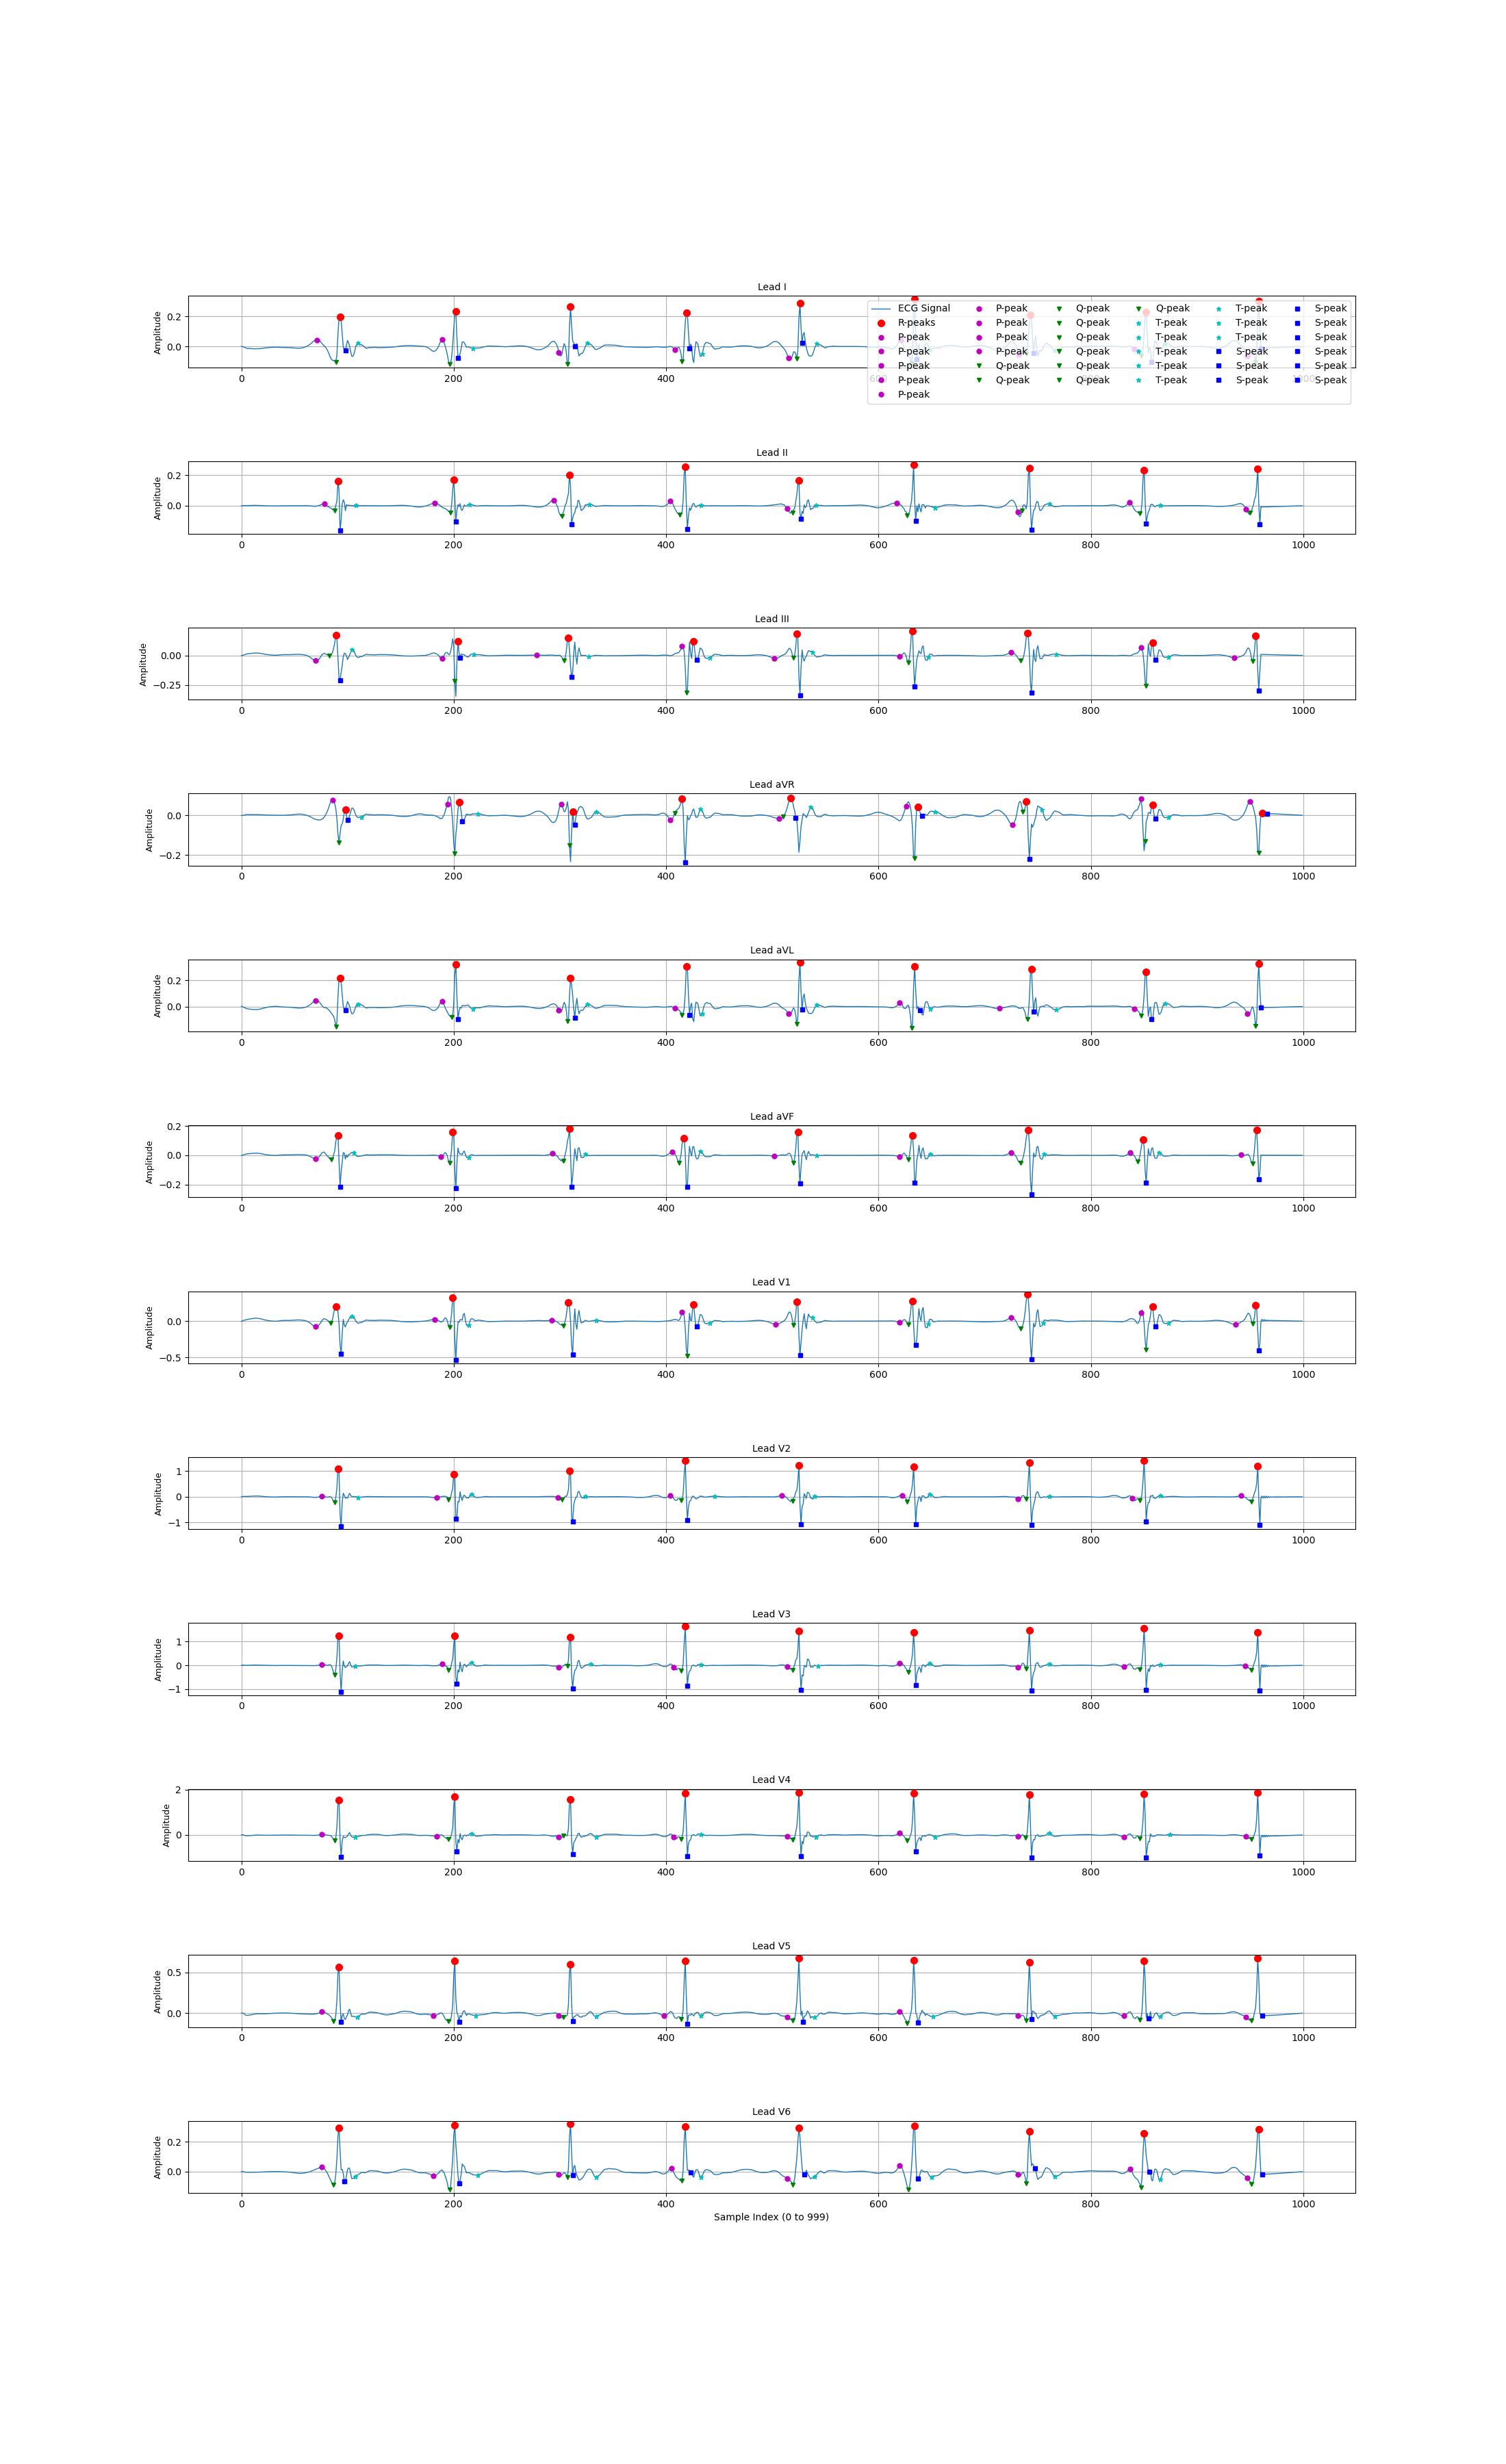 Lead I
Amplitude
0.2
0.0
ECG Signal P-peak Q-peak Q-peak T-peak S-peak
R-peaks P-peak Q-peak T-peak T-peak S-peak
P-peak P-peak Q-peak T-peak T-peak S-peak
P-peak P-peak Q-peak T-peak S-peak S-peak
P-peak Q-peak Q-peak T-peak S-peak S-peak
P-peak Q-peak Q-peak T-peak S-peak S-peak
P-peak
0 200 400 600 800 1000
Lead II
Amplitude
0.2
0.0
0 200 400 600 800 1000
Lead III
Amplitude
0.00
−0.25
0 200 400 600 800 1000
Lead aVR
Amplitude
0.0
−0.2
0 200 400 600 800 1000
Lead aVL
Amplitude
0.2
0.0
0 200 400 600 800 1000
Lead aVF
Amplitude
0.2
0.0
−0.2
0 200 400 600 800 1000
Lead V1
Amplitude
0.0
−0.5
0 200 400 600 800 1000
Lead V2
Amplitude
1
0
−1
0 200 400 600 800 1000
Lead V3
Amplitude
1
0
−1
0 200 400 600 800 1000
Lead V4
Amplitude
2
0
0 200 400 600 800 1000
Lead V5
Amplitude
0.5
0.0
0 200 400 600 800 1000
Lead V6
Amplitude
0.2
0.0
0 200 400 600 800 1000
Sample Index (0 to 999)